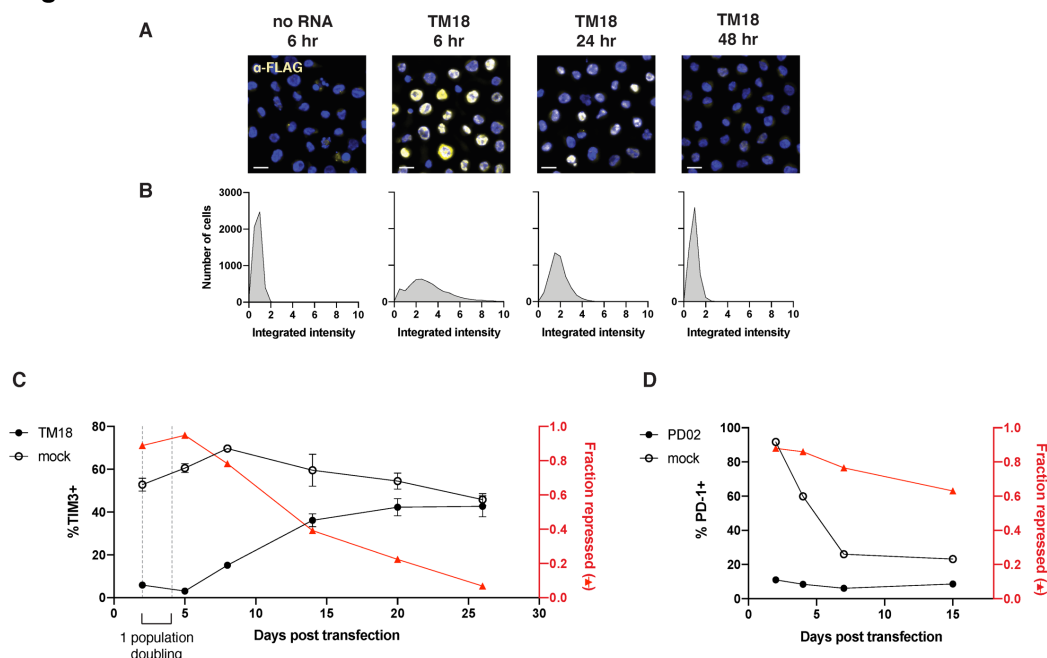 A
no RNA
6 hr
TM18
6 hr
TM18
24 hr
TM18
48 hr
α-FLAG
B
Number of cells
3000
2000
1000
0
0 2 4 6 8 10
Integrated intensity
0
0 2 4 6 8 10
Integrated intensity
0
0 2 4 6 8 10
Integrated intensity
0
0 2 4 6 8 10
Integrated intensity
C
TM18
mock
%TIM3+
80
60
40
20
0
0 5 10 15 20 25 30
Days post transfection
1 population
doubling
1.0
0.8
0.6
0.4
0.2
0.0
Fraction repressed (▲)
D
PD02
mock
% PD-1+
100
80
60
40
20
0
0 5 10 15
Days post transfection
1.0
0.8
0.6
0.4
0.2
0.0
Fraction repressed (▲)